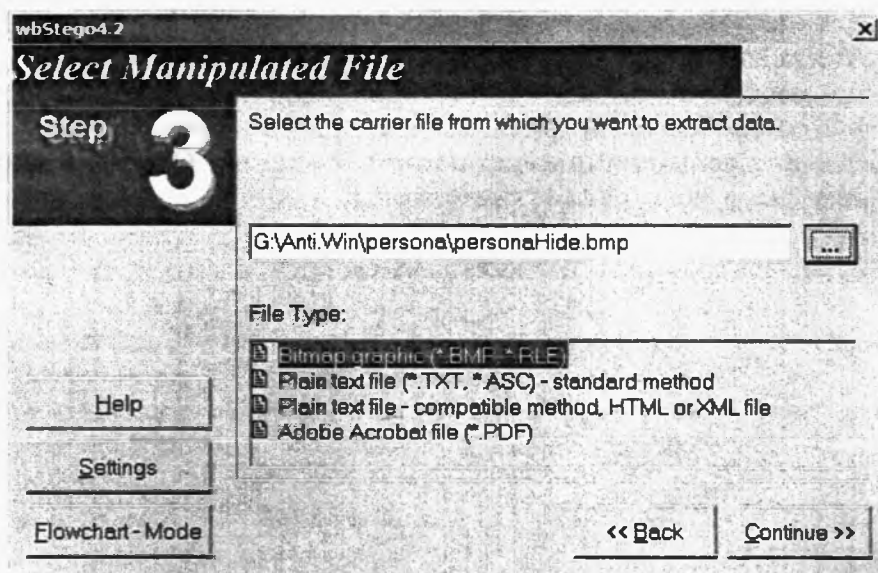 wbStego4.2
Select Manipulated File
Step 3
Select the carrier file from which you want to extract data.
G:\Anti.Win\persona\personaHide.bmp
...
File Type:
Bitmap graphic (*.BMP, *.RLE)
Plain text file (*.TXT, *.ASC) - standard method
Plain text file - compatible method, HTML or XML file
Adobe Acrobat file (*.PDF)
Help
Settings
Flowchart - Mode
<< Back
Continue >>